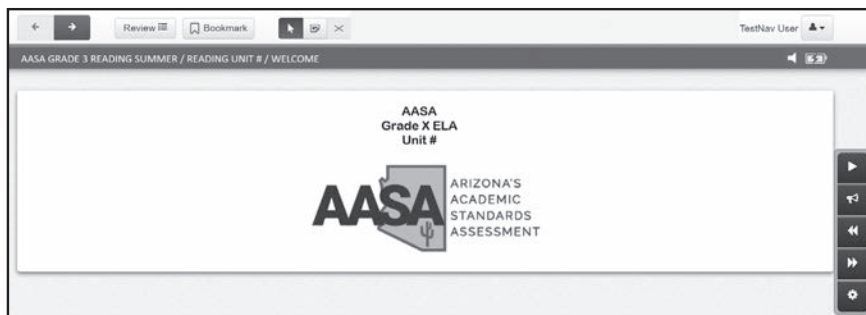 Review Bookmark TestNav User
AASA GRADE 3 READING SUMMER / READING UNIT # / WELCOME
AASA
Grade X ELA
Unit #
AASA
ARIZONA'S
ACADEMIC
STANDARDS
ASSESSMENT